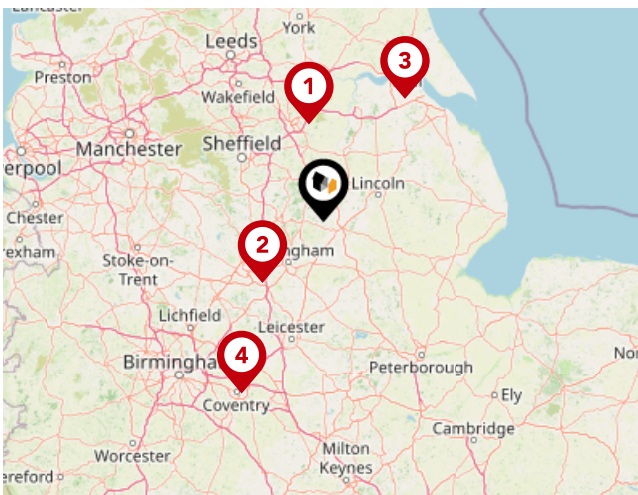 Lancaster
York
Leeds
3
Preston
1
Wakefield
Manchester
Sheffield
erpool
Lincoln
Chester
2
rexham
ngham
Stoke-on-
Trent
Lichfield
Leicester
4
Birmingha
Peterborough
No
Ely
Coventry
Cambridge
Worcester
Milton
Keynes
ereford